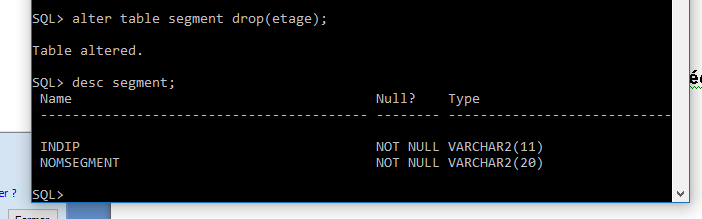 SQL> alter table segment drop(etage);
Table altered.
SQL> desc segment;
Name Null? Type
----------------------------------------- -------- ----------------------------
INDIP NOT NULL VARCHAR2(11)
NOMSEGMENT NOT NULL VARCHAR2(20)
SQL>
er ?